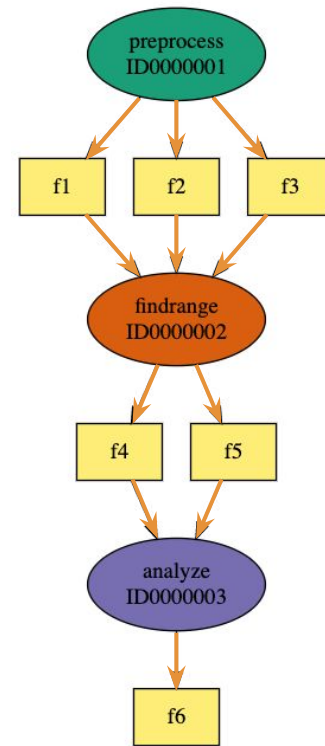 preprocess
ID0000001
f1
f2
f3
findrange
ID0000002
f4
f5
analyze
ID0000003
f6